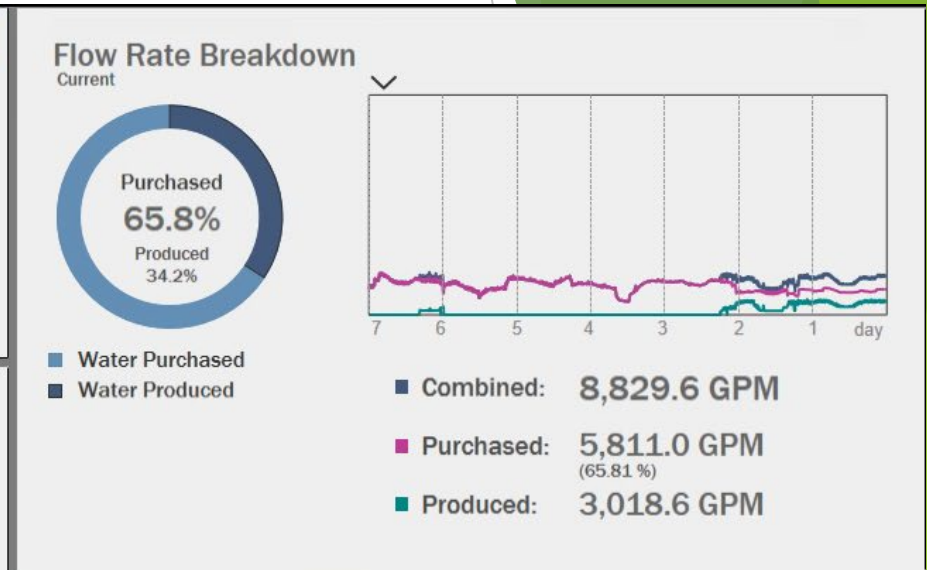 Flow Rate Breakdown
Current
Purchased
65.8%
Produced
34.2%
Water Purchased
Water Produced
7 6 5 4 3 2 1 day
Combined: 8,829.6 GPM
Purchased: 5,811.0 GPM
(65.81 %)
Produced: 3,018.6 GPM